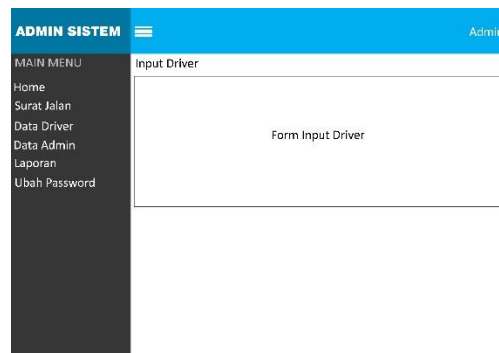 ADMIN SISTEM
Admin
MAIN MENU
Input Driver
Home
Surat Jalan
Data Driver
Data Admin
Laporan
Ubah Password
Form Input Driver